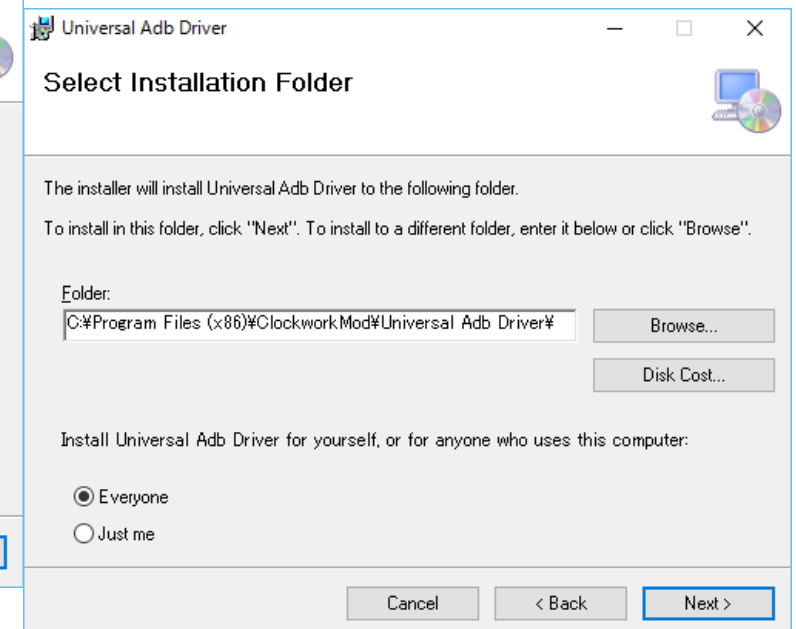 Universal Adb Driver
Select Installation Folder
The installer will install Universal Adb Driver to the following folder.
To install in this folder, click "Next". To install to a different folder, enter it below or click "Browse".
Folder:
C:¥Program Files (x86)¥ClockworkMod¥Universal Adb Driver¥
Browse...
Disk Cost...
Install Universal Adb Driver for yourself, or for anyone who uses this computer:
Everyone
Just me
Cancel
< Back
Next >